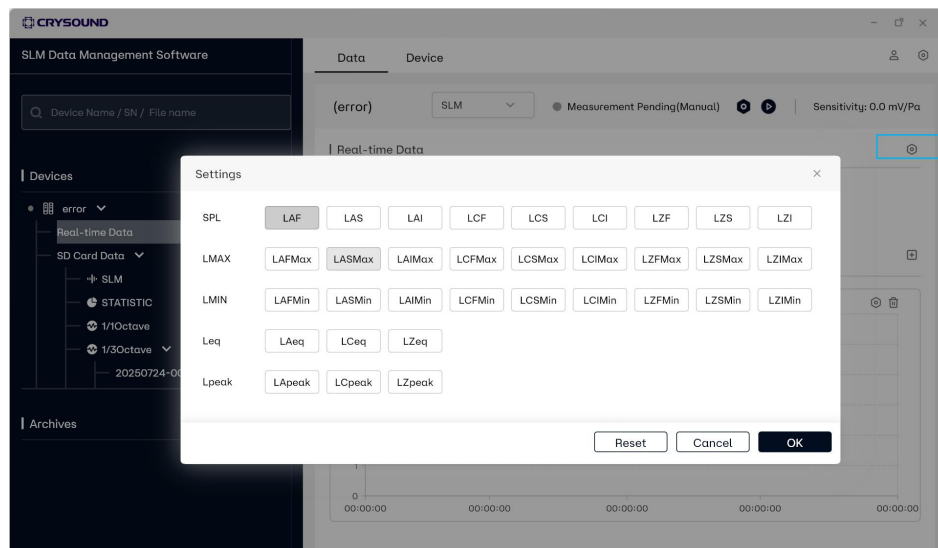 CRYSOUND
SLM Data Management Software
Data Device
Device Name / SN / File name
(error) SLM Measurement Pending(Manual) Sensitivity: 0.0 mV/Pa
Real-time Data
Devices
error
Real-time Data
SD Card Data
SLM
STATISTIC
1/1Octave
1/3Octave
20250724-00
Archives
Settings
SPL LAF LAS LAI LCF LCS LCI LZF LZS LZI
LMAX LAFMax LASMax LAIMax LCFMax LCSMax LCIMax LZFMax LZSMax LZIMax
LMIN LAFMin LASMin LAIMin LCFMin LCSMin LCIMin LZFMin LZSMin LZIMin
Leq LAeq LCeq LZeq
Lpeak LApeak LCpeak LZpeak
Reset Cancel OK
1
0
00:00:00 00:00:00 00:00:00 00:00:00 00:00:00